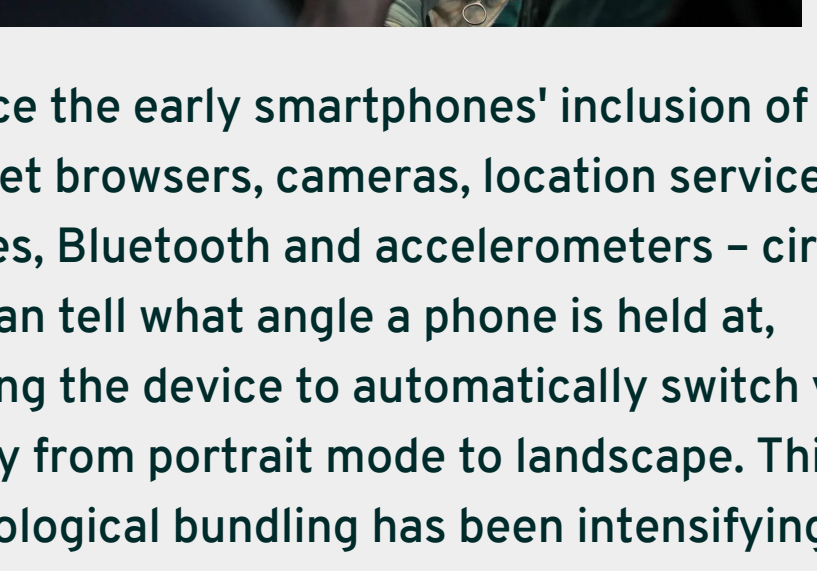 ce the early smartphones' inclusion of
et browsers, cameras, location service
es, Bluetooth and accelerometers – cir
an tell what angle a phone is held at,
ng the device to automatically switch
y from portrait mode to landscape. Thi
ological bundling has been intensifying